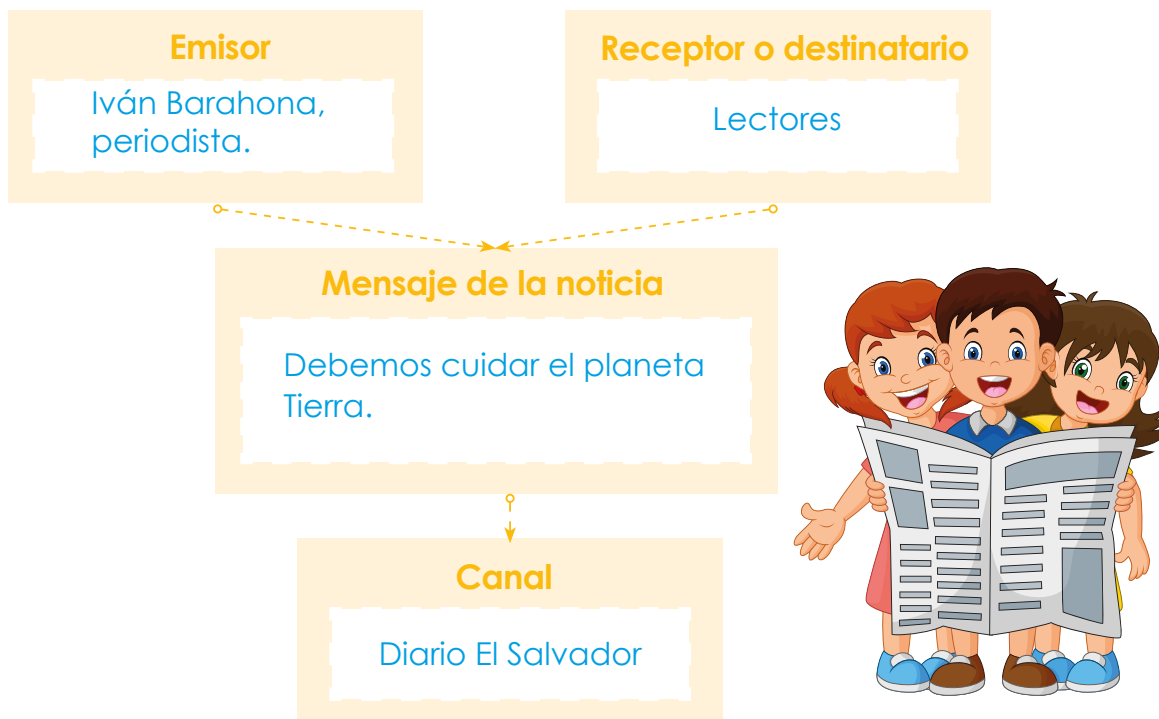 Emisor
Iván Barahona,
periodista.
Receptor o destinatario
Lectores
Mensaje de la noticia
Debemos cuidar el planeta
Tierra.
Canal
Diario El Salvador